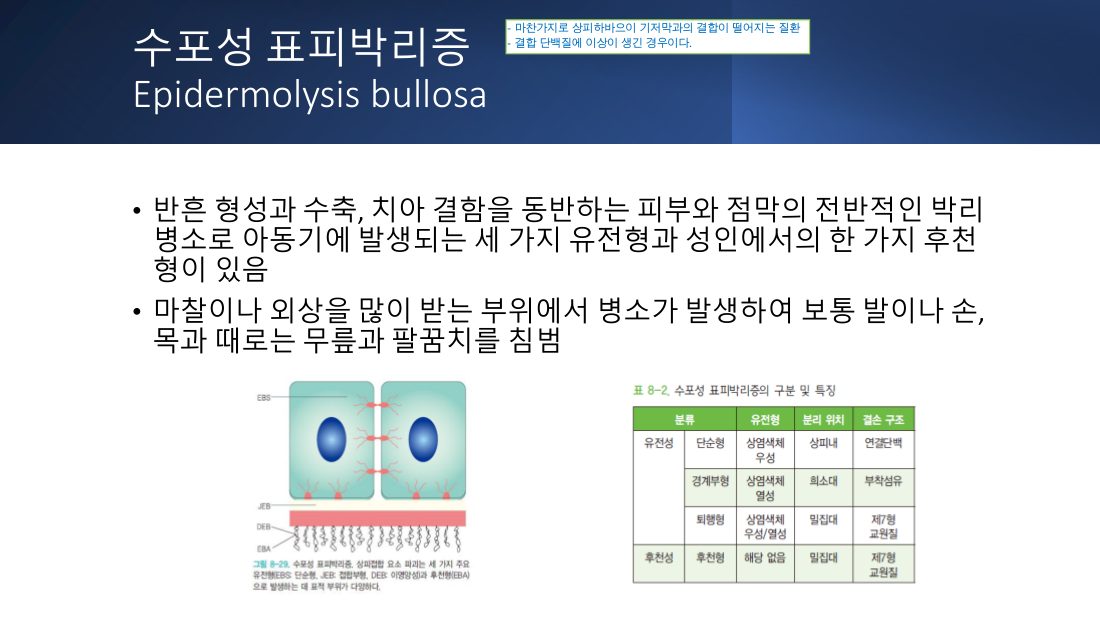 수포성 표피박리증
Epidermolysis bullosa
- 마찬가지로 상피하바으이 기저막과의 결합이 떨어지는 질환
- 결합 단백질에 이상이 생긴 경우이다.
• 반흔 형성과 수축, 치아 결함을 동반하는 피부와 점막의 전반적인 박리
병소로 아동기에 발생되는 세 가지 유전형과 성인에서의 한 가지 후천
형이 있음
• 마찰이나 외상을 많이 받는 부위에서 병소가 발생하여 보통 발이나 손,
목과 때로는 무릎과 팔꿈치를 침범
EBS
JEB
DEB
EBA
그림 8-29. 수포성 표피박리증. 상피접합 요소 파괴는 세 가지 주요
유전형(EBS: 단순형, JEB: 접합부형, DEB: 이영양성)과 후천형(EBA)
으로 발생하는 데 표적 부위가 다양하다.
표 8-2. 수포성 표피박리증의 구분 및 특징
분류 유전형 분리 위치 결손 구조
유전성 단순형 상염색체 상피내 연결단백
우성
경계부형 상염색체 희소대 부착섬유
열성
퇴행형 상염색체 밀집대 제7형
우성/열성 교원질
후천성 후천형 해당 없음 밀집대 제7형
교원질